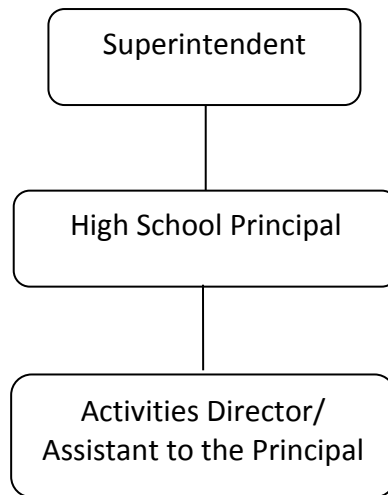 Superintendent
High School Principal
Activities Director/
Assistant to the Principal